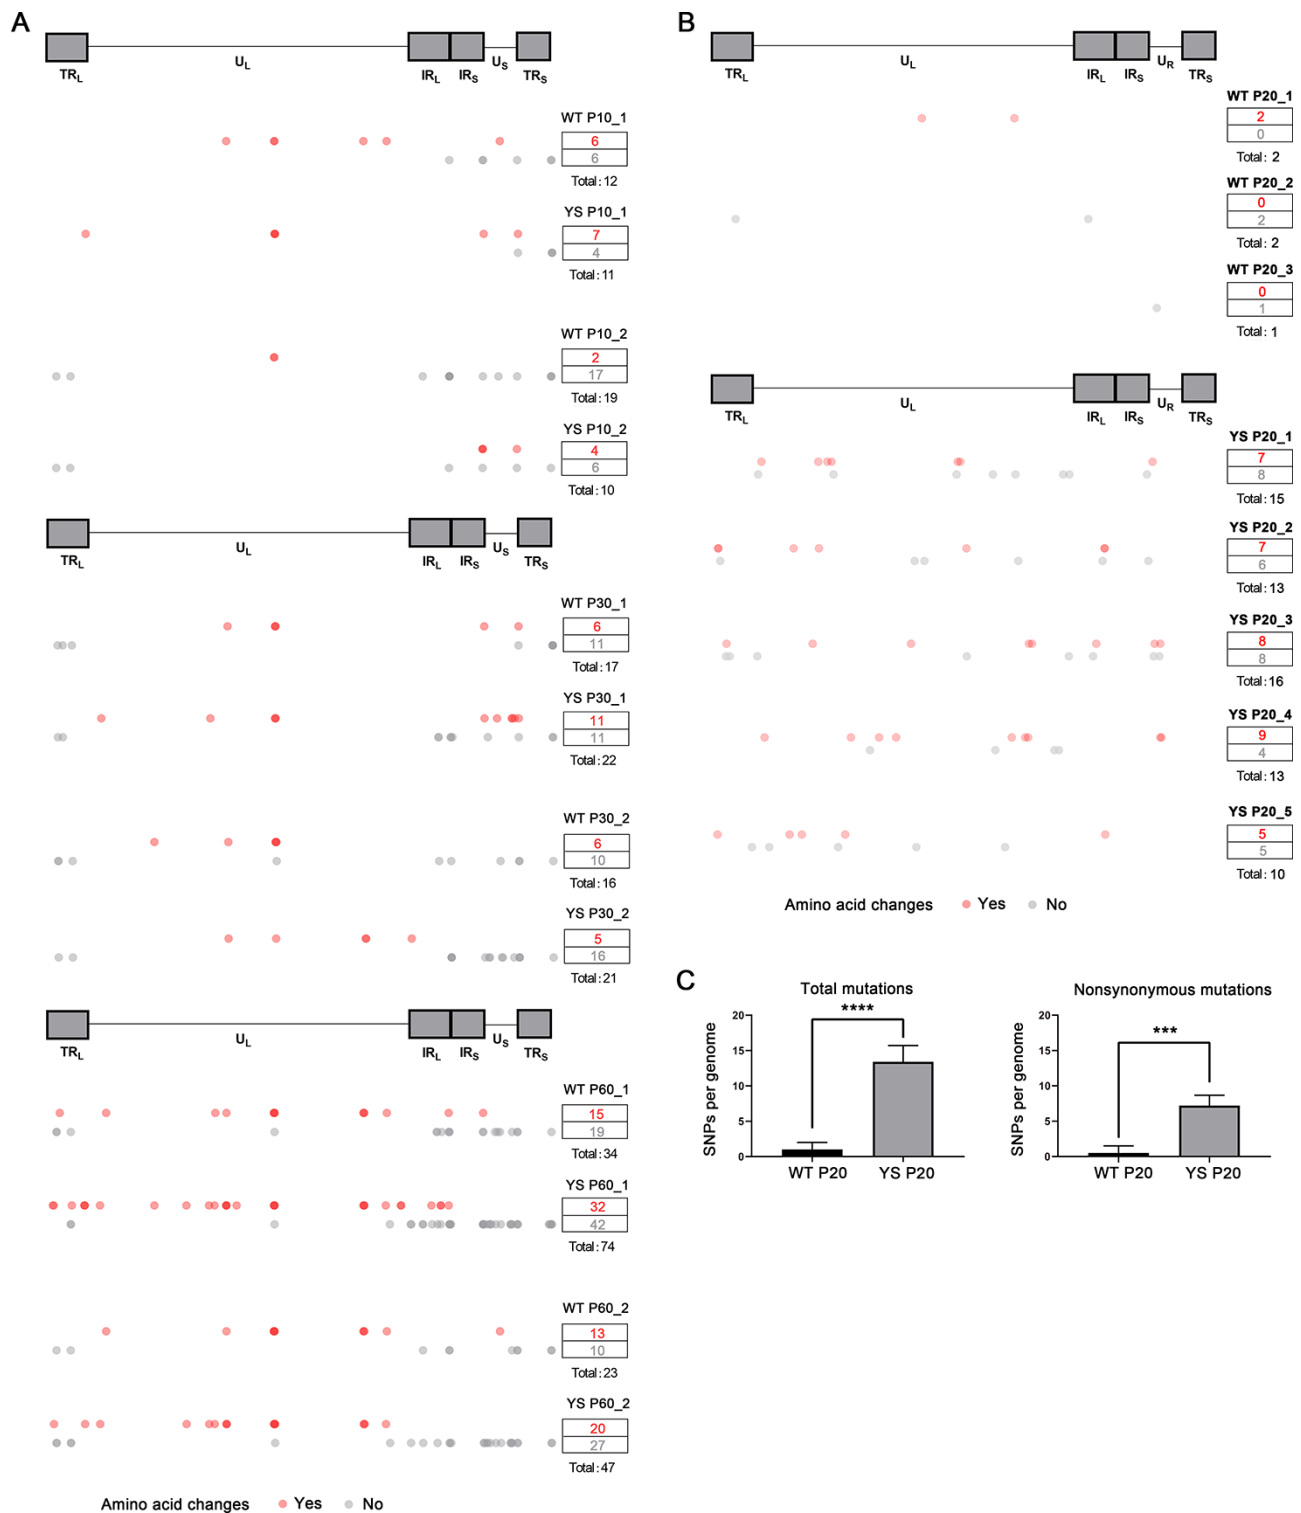 A
TRL
UL
IRL
IRS
US
TRS
WT P10_1
6
6
Total: 12
YS P10_1
7
4
Total: 11
WT P10_2
2
17
Total: 19
YS P10_2
4
6
Total: 10
TRL
UL
IRL
IRS
US
TRS
WT P30_1
6
11
Total: 17
YS P30_1
11
11
Total: 22
WT P30_2
6
10
Total: 16
YS P30_2
5
16
Total: 21
TRL
UL
IRL
IRS
US
TRS
WT P60_1
15
19
Total: 34
YS P60_1
32
42
Total: 74
WT P60_2
13
10
Total: 23
YS P60_2
20
27
Total: 47
Amino acid changes Yes No
B
TRL
UL
IRL
IRS
UR
TRS
WT P20_1
2
0
Total: 2
WT P20_2
0
2
Total: 2
WT P20_3
0
1
Total: 1
TRL
UL
IRL
IRS
UR
TRS
YS P20_1
7
8
Total: 15
YS P20_2
7
6
Total: 13
YS P20_3
8
8
Total: 16
YS P20_4
9
4
Total: 13
YS P20_5
5
5
Total: 10
Amino acid changes Yes No
C
Total mutations
****
SNPs per genome
20
15
10
5
0
WT P20 YS P20
Nonsynonymous mutations
***
SNPs per genome
20
15
10
5
0
WT P20 YS P20